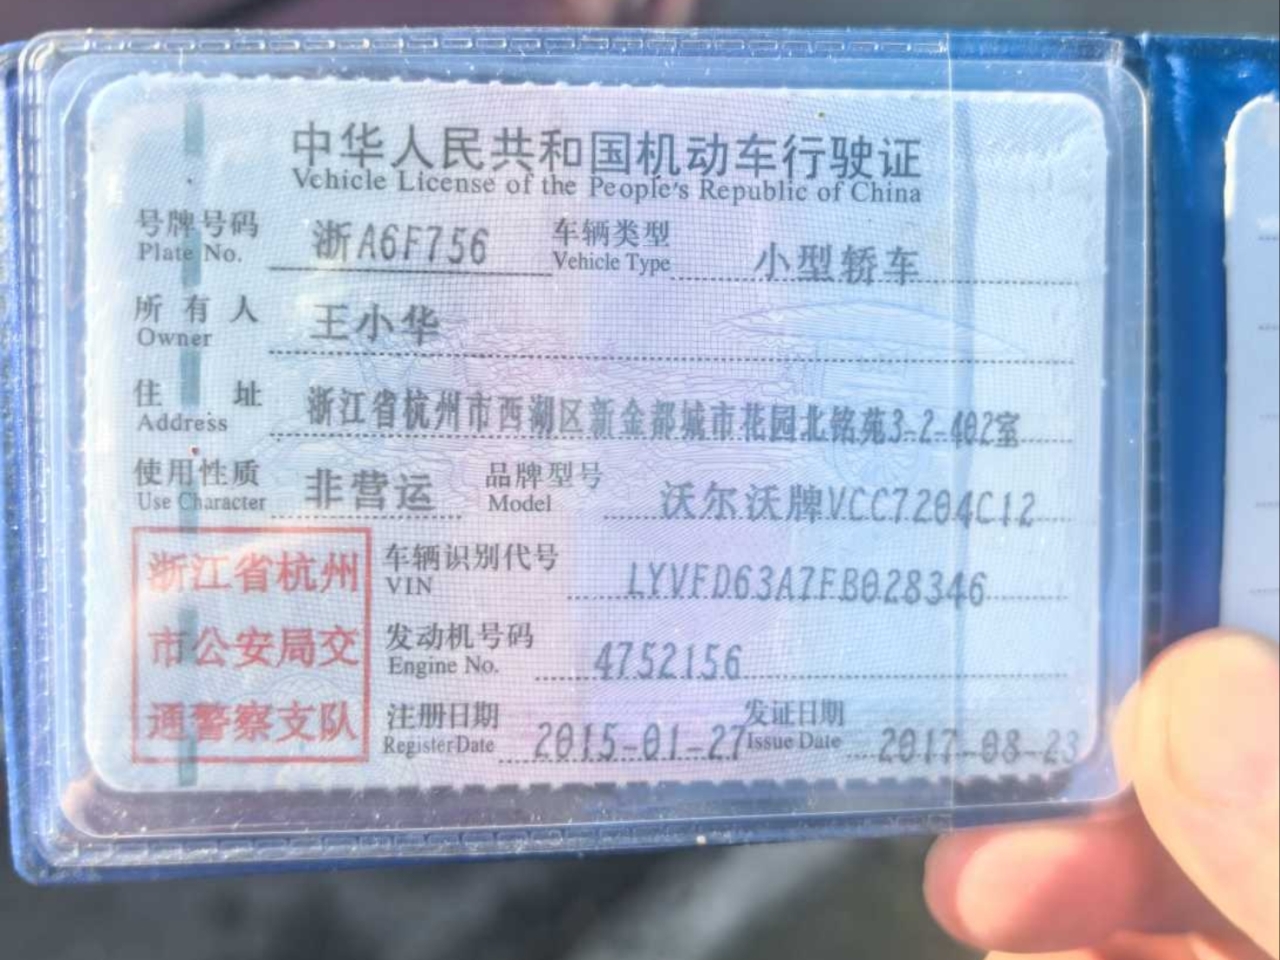 中华人民共和国机动车行驶证
Vehicle License of the People's Republic of China
号牌号码 浙A6F756 车辆类型 小型轿车
Plate No. Vehicle Type
所有人 王小华
Owner
住址 浙江省杭州市西湖区新金都城市花园北铭苑3-2-402室
Address
使用性质 非营运 品牌型号 沃尔沃牌VCC7204C12
Use Character Model
浙江省杭州
市公安局交
通警察支队
车辆识别代号 LYVFD63A7FB028346
VIN
发动机号码 4752156
Engine No.
注册日期 2015-01-27 发证日期 2017-08-23
Register Date Issue Date